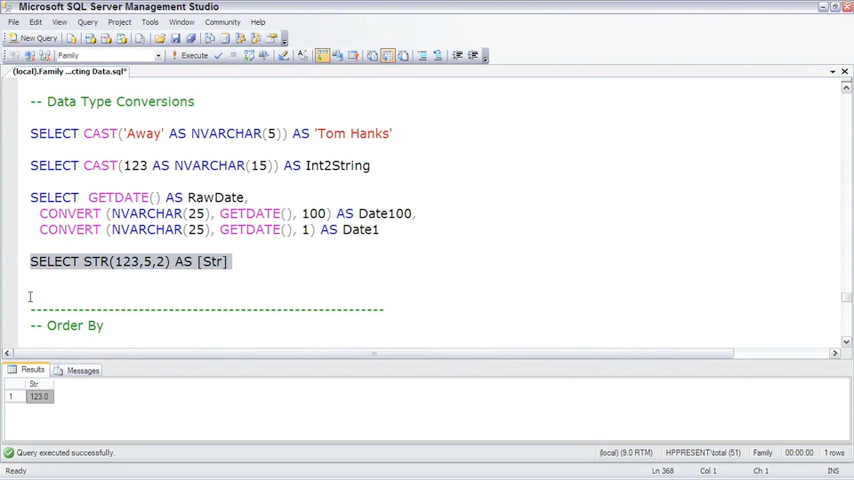 Microsoft SQL Server Management Studio
File Edit View Query Project Tools Window Community Help
New Query
Family Execute
(local).Family ...cting Data.sql*
-- Data Type Conversions
SELECT CAST('Away' AS NVARCHAR(5)) AS 'Tom Hanks'
SELECT CAST(123 AS NVARCHAR(15)) AS Int2String
SELECT GETDATE() AS RawDate,
CONVERT (NVARCHAR(25), GETDATE(), 100) AS Date100,
CONVERT (NVARCHAR(25), GETDATE(), 1) AS Date1
SELECT STR(123,5,2) AS [Str]
-----------------------------------------------------------
-- Order By
Results Messages
Str
1 123.0
Query executed successfully. (local) (9.0 RTM) HPPRESENT\total (51) Family 00:00:00 1 rows
Ready Ln 368 Col 1 Ch 1 INS